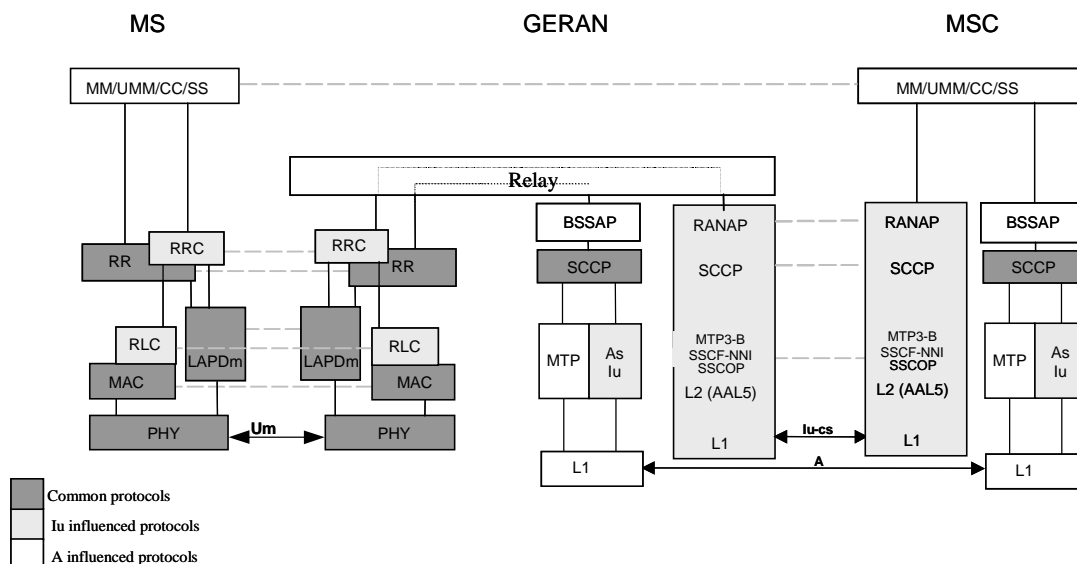 MS
GERAN
MSC
MM/UMM/CC/SS
MM/UMM/CC/SS
Relay
BSSAP
RANAP
RANAP
BSSAP
RRC
RR
RRC
RR
SCCP
SCCP
SCCP
SCCP
RLC
LAPDm
LAPDm
RLC
MTP
As
Iu
MTP3-B
SSCF-NNI
SSCOP
MTP3-B
SSCF-NNI
SSCOP
MTP
As
Iu
MAC
MAC
L2 (AAL5)
L2 (AAL5)
PHY
Um
PHY
L1
Iu-cs
L1
L1
A
L1
Common protocols
Iu influenced protocols
A influenced protocols